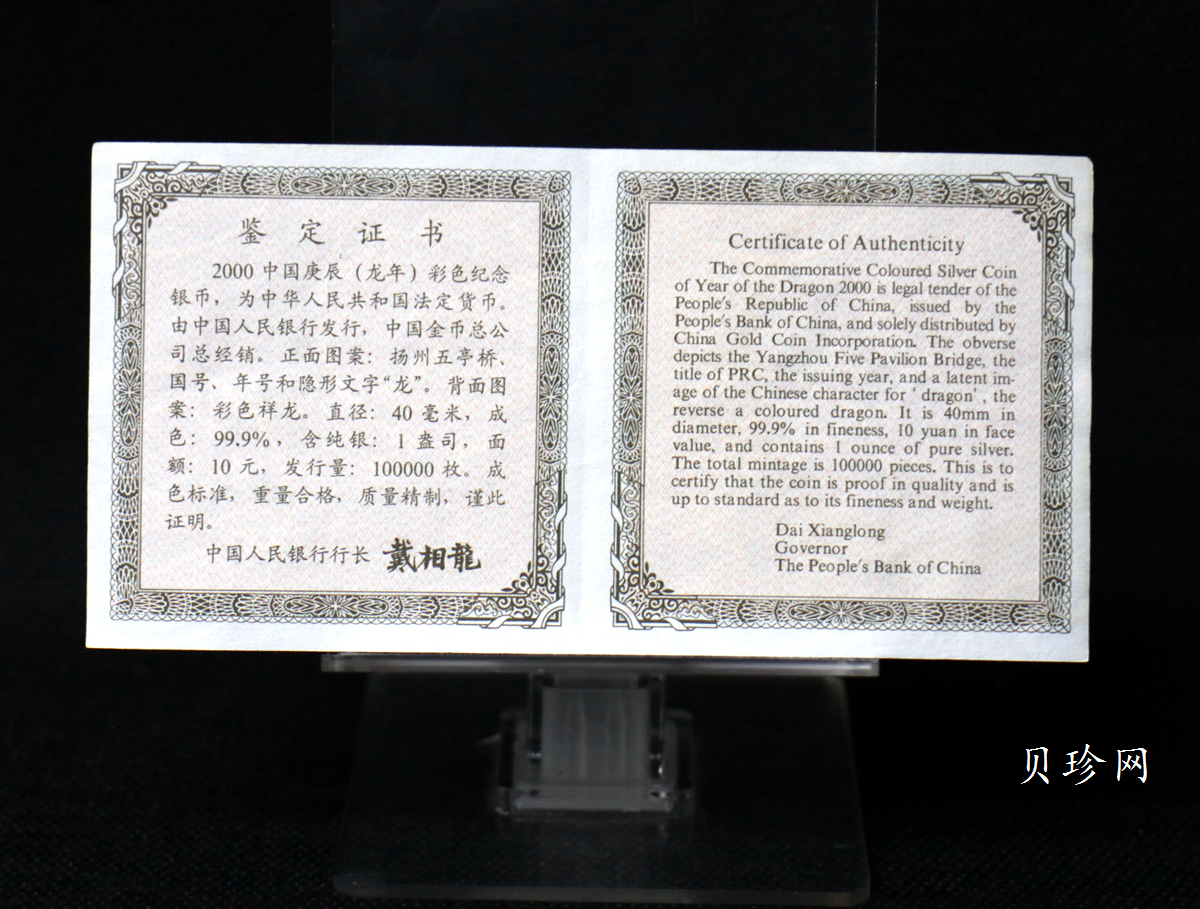 鉴定证书
2000 中国庚辰（龙年）彩色纪念
银币，为中华人民共和国法定货币。
由中国人民银行发行，中国金币总公
司总经销。正面图案：扬州五亭桥、
国号、年号和隐形文字“龙”。背面图
案：彩色祥龙。直径：40 毫米，成
色：99.9%，含纯银：1 盎司，面
额：10 元，发行量：100000 枚。成
色标准，重量合格，质量精制，谨此
证明。
中国人民银行行长 戴相龍
Certificate of Authenticity
The Commemorative Coloured Silver Coin
of Year of the Dragon 2000 is legal tender of the
People's Republic of China, issued by the
People's Bank of China, and solely distributed by
China Gold Coin Incorporation. The obverse
depicts the Yangzhou Five Pavilion Bridge, the
title of PRC, the issuing year, and a latent im-
age of the Chinese character for ' dragon' , the
reverse a coloured dragon. It is 40mm in
diameter, 99.9% in fineness, 10 yuan in face
value, and contains 1 ounce of pure silver.
The total mintage is 100000 pieces. This is to
certify that the coin is proof in quality and is
up to standard as to its fineness and weight.
Dai Xianglong
Governor
The People's Bank of China
贝珍网